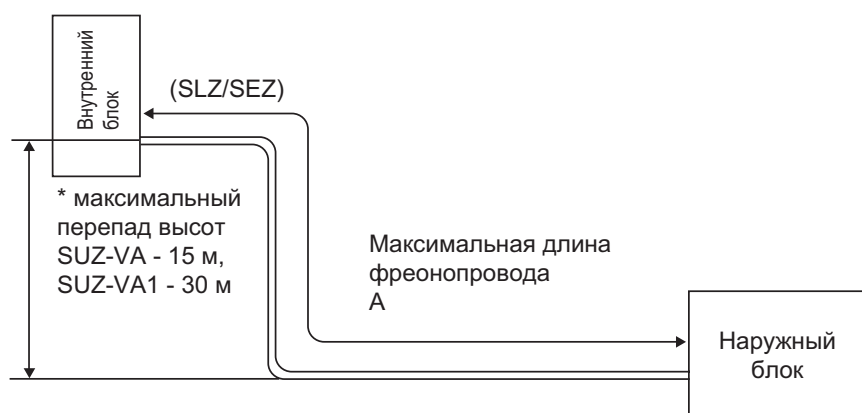 Внутренний
блок
(SLZ/SEZ)
* максимальный
перепад высот
SUZ-VA - 15 м,
SUZ-VA1 - 30 м
Максимальная длина
фреонопровода
A
Наружный
блок